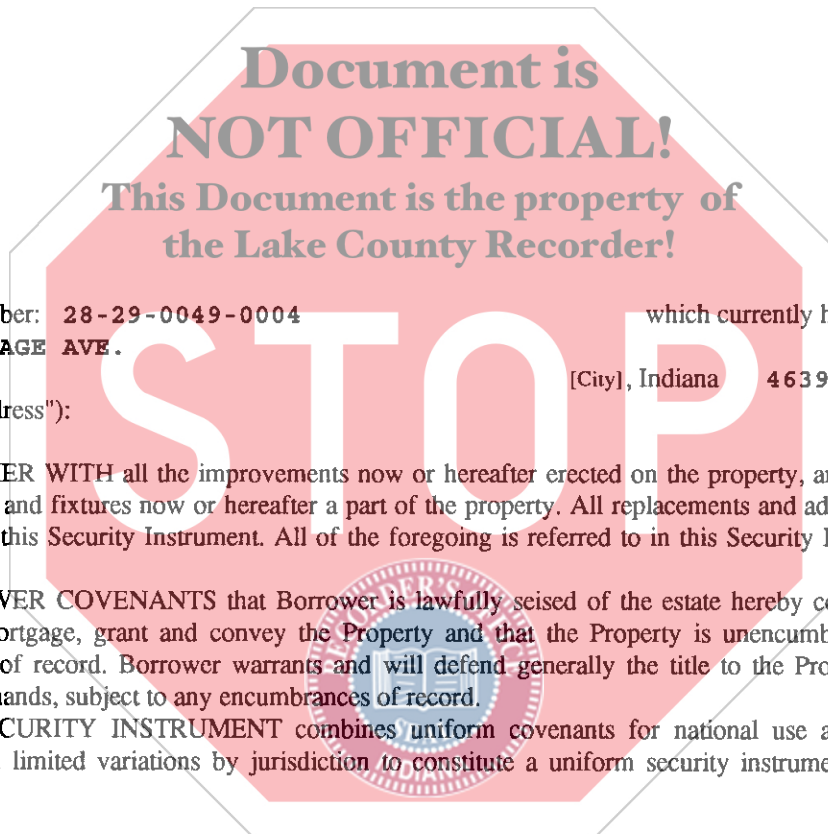 Document is
NOT OFFICIAL!
This Document is the property of
the Lake County Recorder!
ber: 28-29-0049-0004 which currently h
AGE AVE.
[City], Indiana 4639
lress"):
STOP
ER WITH all the improvements now or hereafter erected on the property, a
and fixtures now or hereafter a part of the property. All replacements and ad
this Security Instrument. All of the foregoing is referred to in this Security I
VER COVENANTS that Borrower is lawfully seised of the estate hereby c
ortgage, grant and convey the Property and that the Property is unencumb
of record. Borrower warrants and will defend generally the title to the Pro
ands, subject to any encumbrances of record.
CURITY INSTRUMENT combines uniform covenants for national use a
limited variations by jurisdiction to constitute a uniform security instrume
RECORDER'S OFFICE
INDIANA